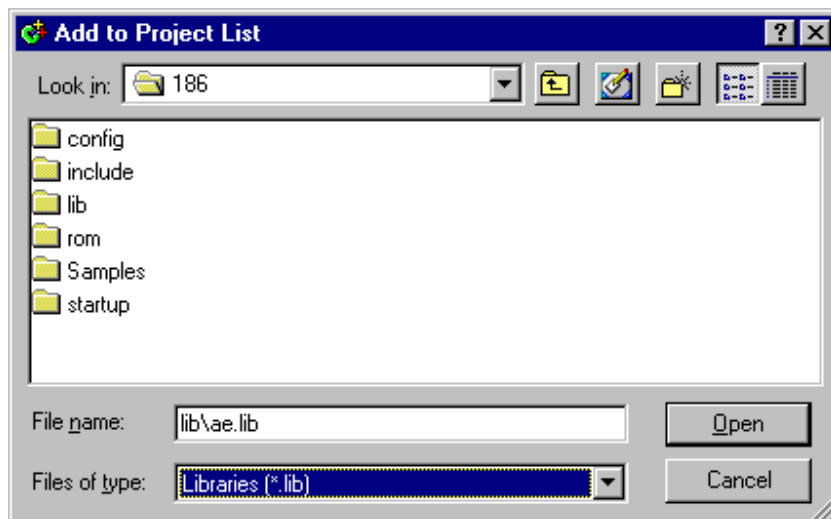 Add to Project List
Look in: 186
config
include
lib
rom
Samples
startup
File name: lib\ae.lib Open
Files of type: Libraries (*.lib) Cancel